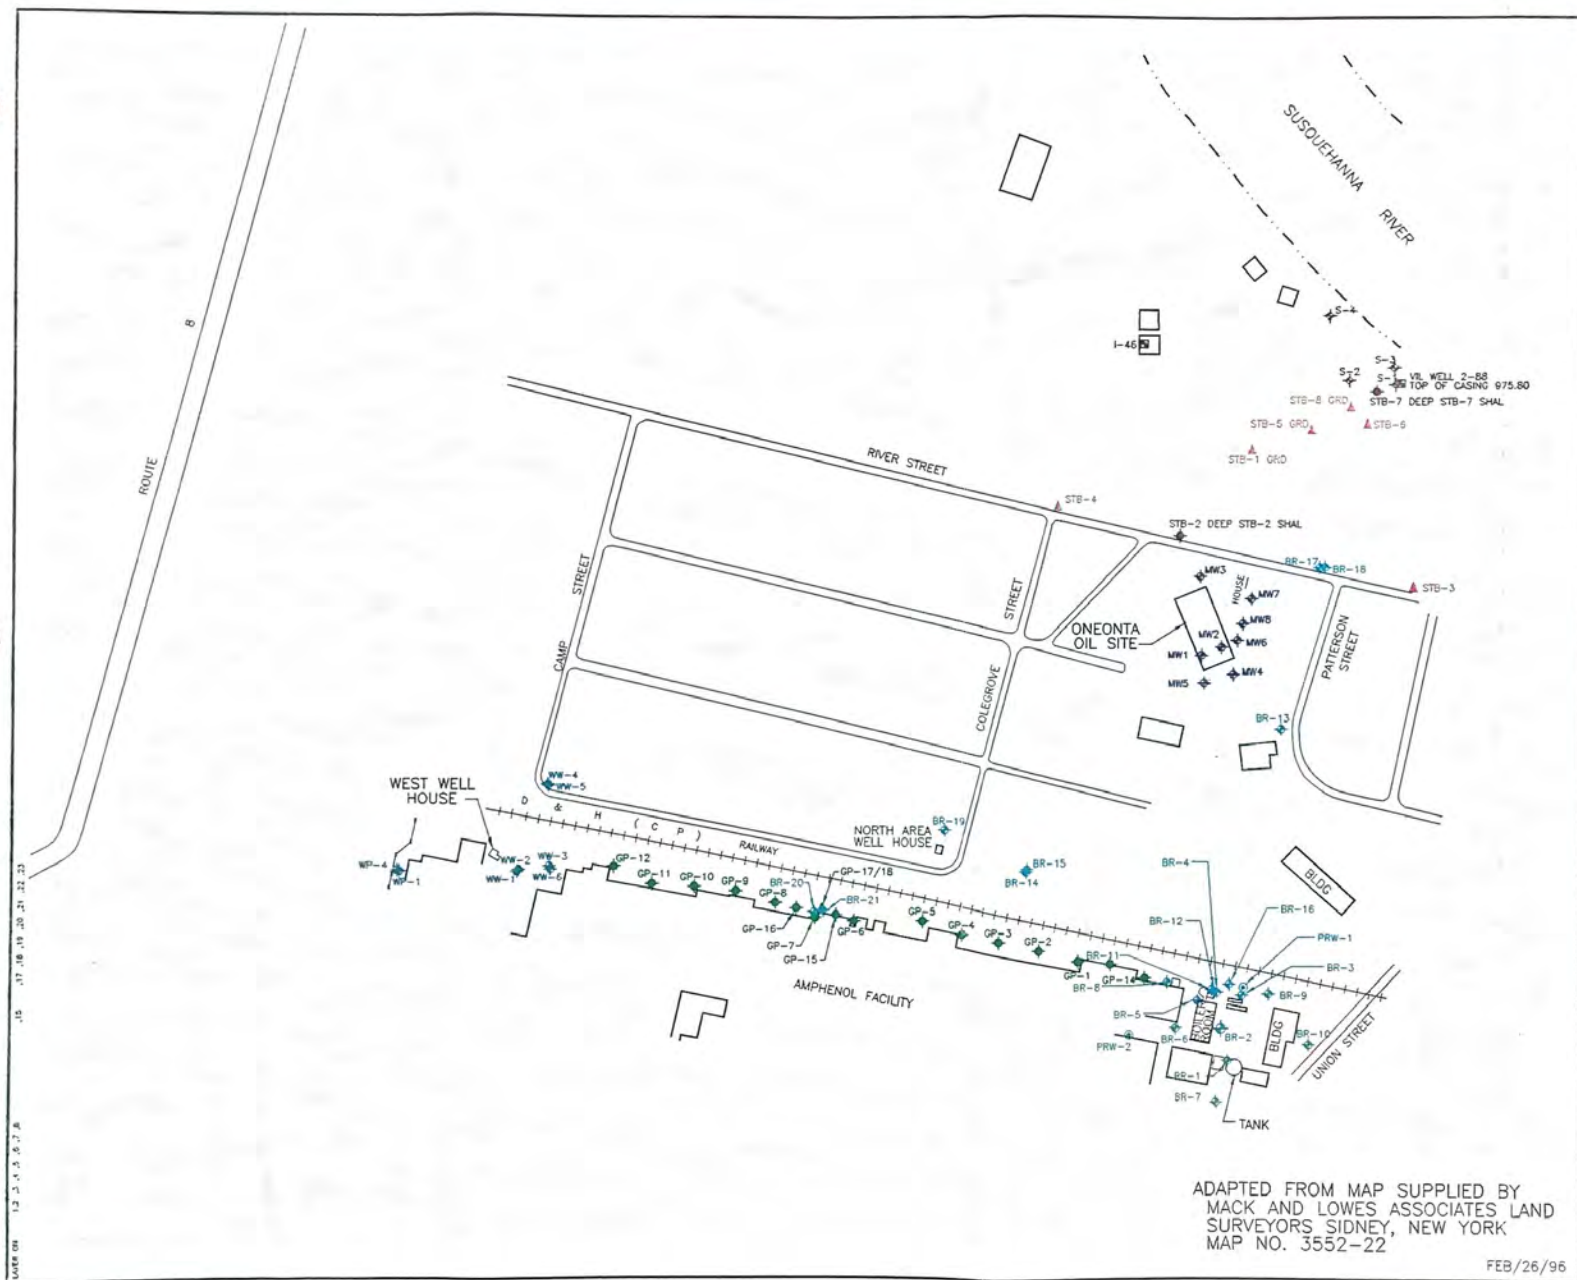 SUSQUEHANNA
RIVER
ROUTE
8
S-4
I-46
S-3
S-2
S-1
VIL WELL 2-88
TOP OF CASING 975.80
STB-7 DEEP STB-7 SHAL
STB-8 GRD
STB-6
STB-5 GRD
STB-1 GRD
RIVER STREET
STB-4
STB-2 DEEP STB-2 SHAL
BR-17
BR-18
STB-3
MW3
HOUSE
MW7
MW8
MW6
MW2
MW1
MW4
MW5
ONEONTA
OIL SITE
STREET
CAMP
STREET
COLEGROVE
PATTERSON
STREET
BR-13
WEST WELL
HOUSE
WW-4
WW-5
D & H (CP)
RAILWAY
NORTH AREA
WELL HOUSE
BR-19
WP-4
WP-1
WW-2
WW-1
WW-3
WW-6
GP-12
GP-11
GP-10
GP-9
GP-8
BR-20
GP-17/18
BR-21
GP-16
GP-7
GP-15
GP-6
GP-5
GP-4
GP-3
GP-2
GP-1
GP-14
BR-15
BR-14
BR-4
BR-12
BR-11
BR-8
BR-16
PRW-1
BR-3
BR-9
BR-10
BR-5
BR-6
BR-2
BR-1
BR-7
PRW-2
BOILER
ROOM
BLDG
BLDG
TANK
UNION STREET
AMPHENOL FACILITY
ADAPTED FROM MAP SUPPLIED BY
MACK AND LOWES ASSOCIATES LAND
SURVEYORS SIDNEY, NEW YORK
MAP NO. 3552-22
FEB/26/96